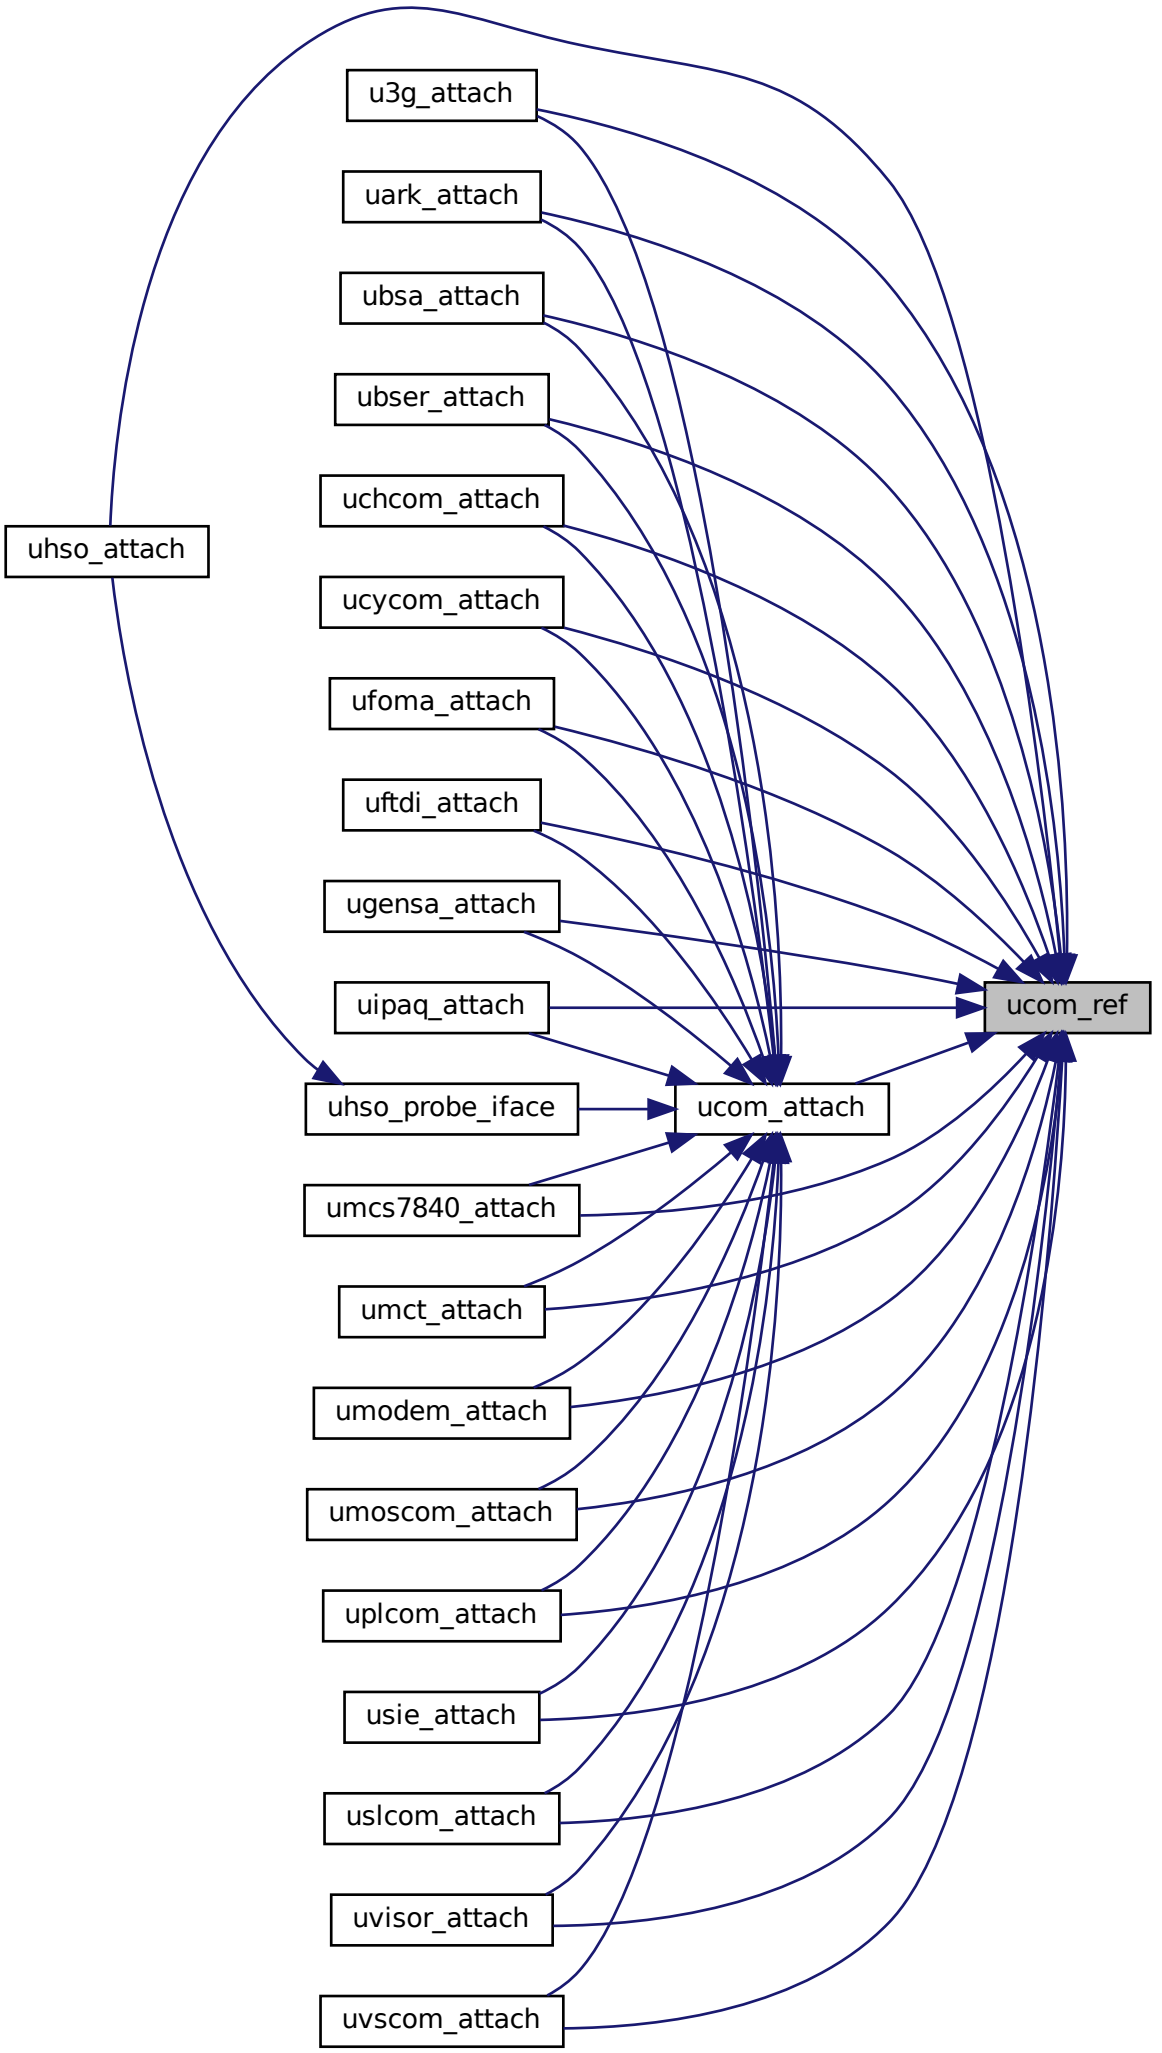 u3g_attach
uark_attach
ubsa_attach
ubser_attach
uchcom_attach
uhso_attach
ucycom_attach
ufoma_attach
uftdi_attach
ugensa_attach
uipaq_attach
ucom_ref
uhso_probe_iface
ucom_attach
umcs7840_attach
umct_attach
umodem_attach
umoscom_attach
uplcom_attach
usie_attach
uslcom_attach
uvisor_attach
uvscom_attach